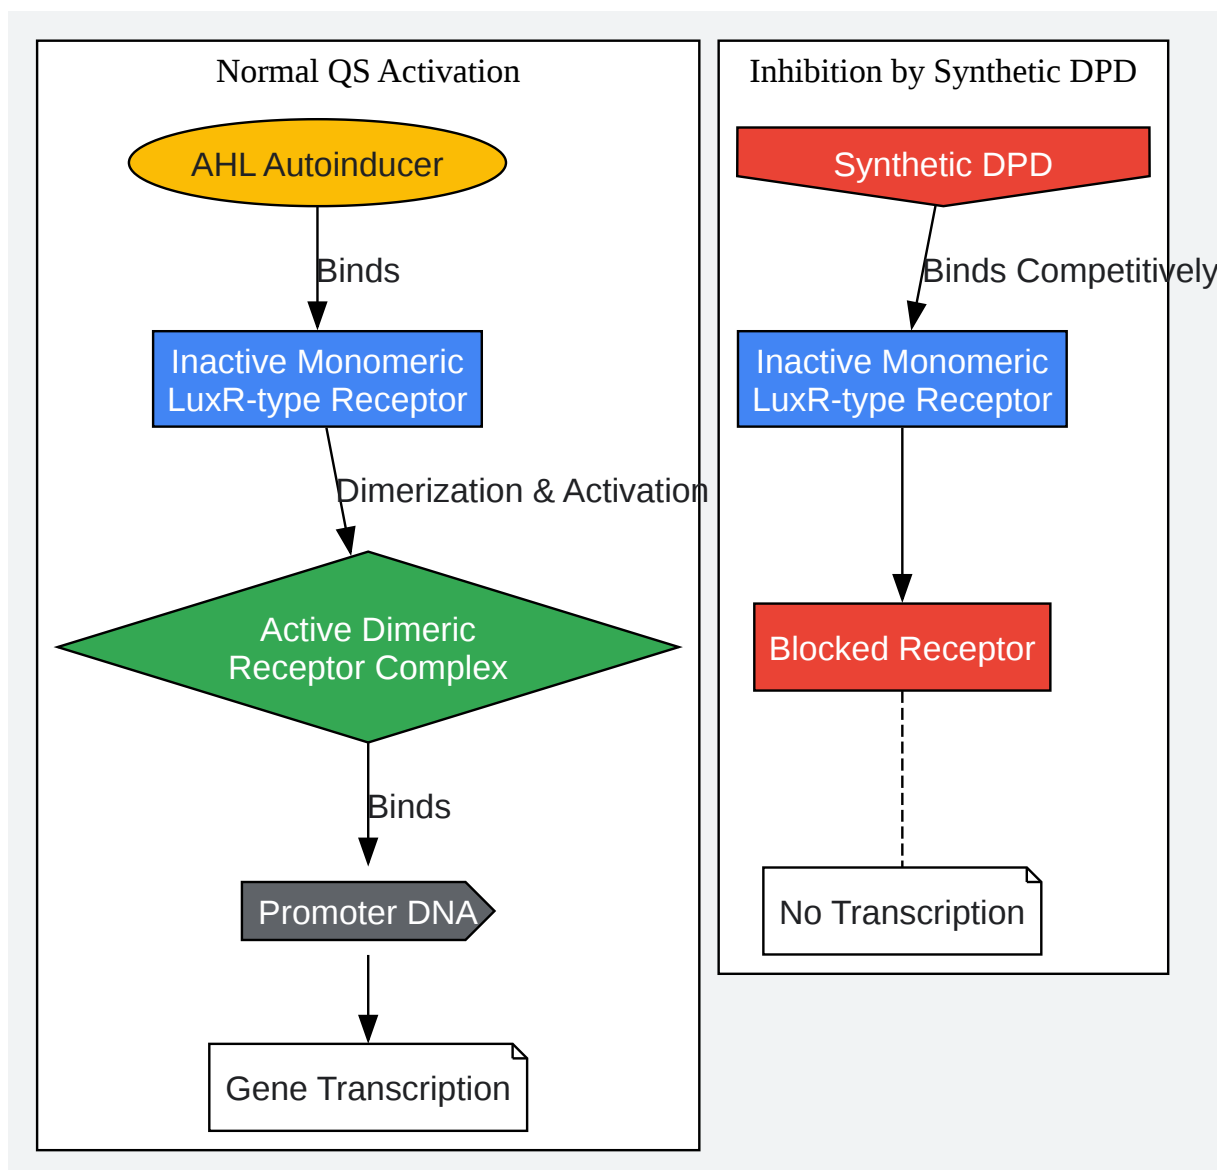 Normal QS Activation
AHL Autoinducer
Binds
Inactive Monomeric
LuxR-type Receptor
Dimerization & Activation
Active Dimeric
Receptor Complex
Binds
Promoter DNA
Gene Transcription
Inhibition by Synthetic DPD
Synthetic DPD
Binds Competitively
Inactive Monomeric
LuxR-type Receptor
Blocked Receptor
No Transcription